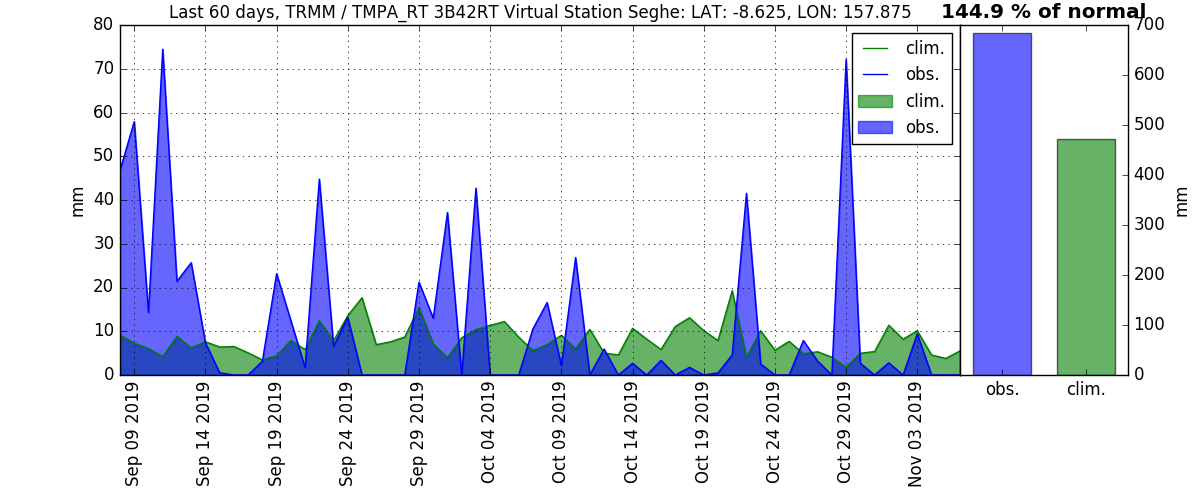 Last 60 days, TRMM / TMPA_RT 3B42RT Virtual Station Seghe: LAT: -8.625, LON: 157.875
144.9 % of normal
80
70
60
50
40
30
20
10
0
mm
clim.
obs.
clim.
obs.
700
600
500
400
300
200
100
0
mm
Sep 09 2019
Sep 14 2019
Sep 19 2019
Sep 24 2019
Sep 29 2019
Oct 04 2019
Oct 09 2019
Oct 14 2019
Oct 19 2019
Oct 24 2019
Oct 29 2019
Nov 03 2019
obs.
clim.